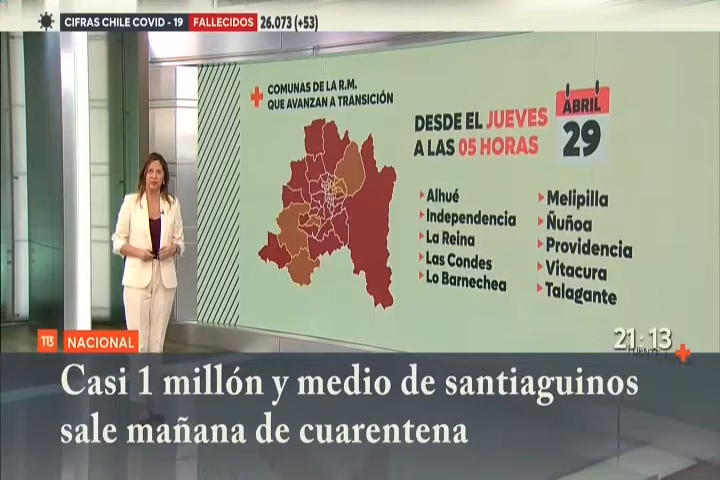 CIFRAS CHILE COVID - 19 FALLECIDOS 26.073 (+53)
COMUNAS DE LA R.M.
QUE AVANZAN A TRANSICIÓN
DESDE EL JUEVES
A LAS 05 HORAS
ABRIL
29
Alhué
Independencia
La Reina
Las Condes
Lo Barnechea
Melipilla
Ñuñoa
Providencia
Vitacura
Talagante
T13 NACIONAL
21:13
Casi 1 millón y medio de santiaguinos
sale mañana de cuarentena